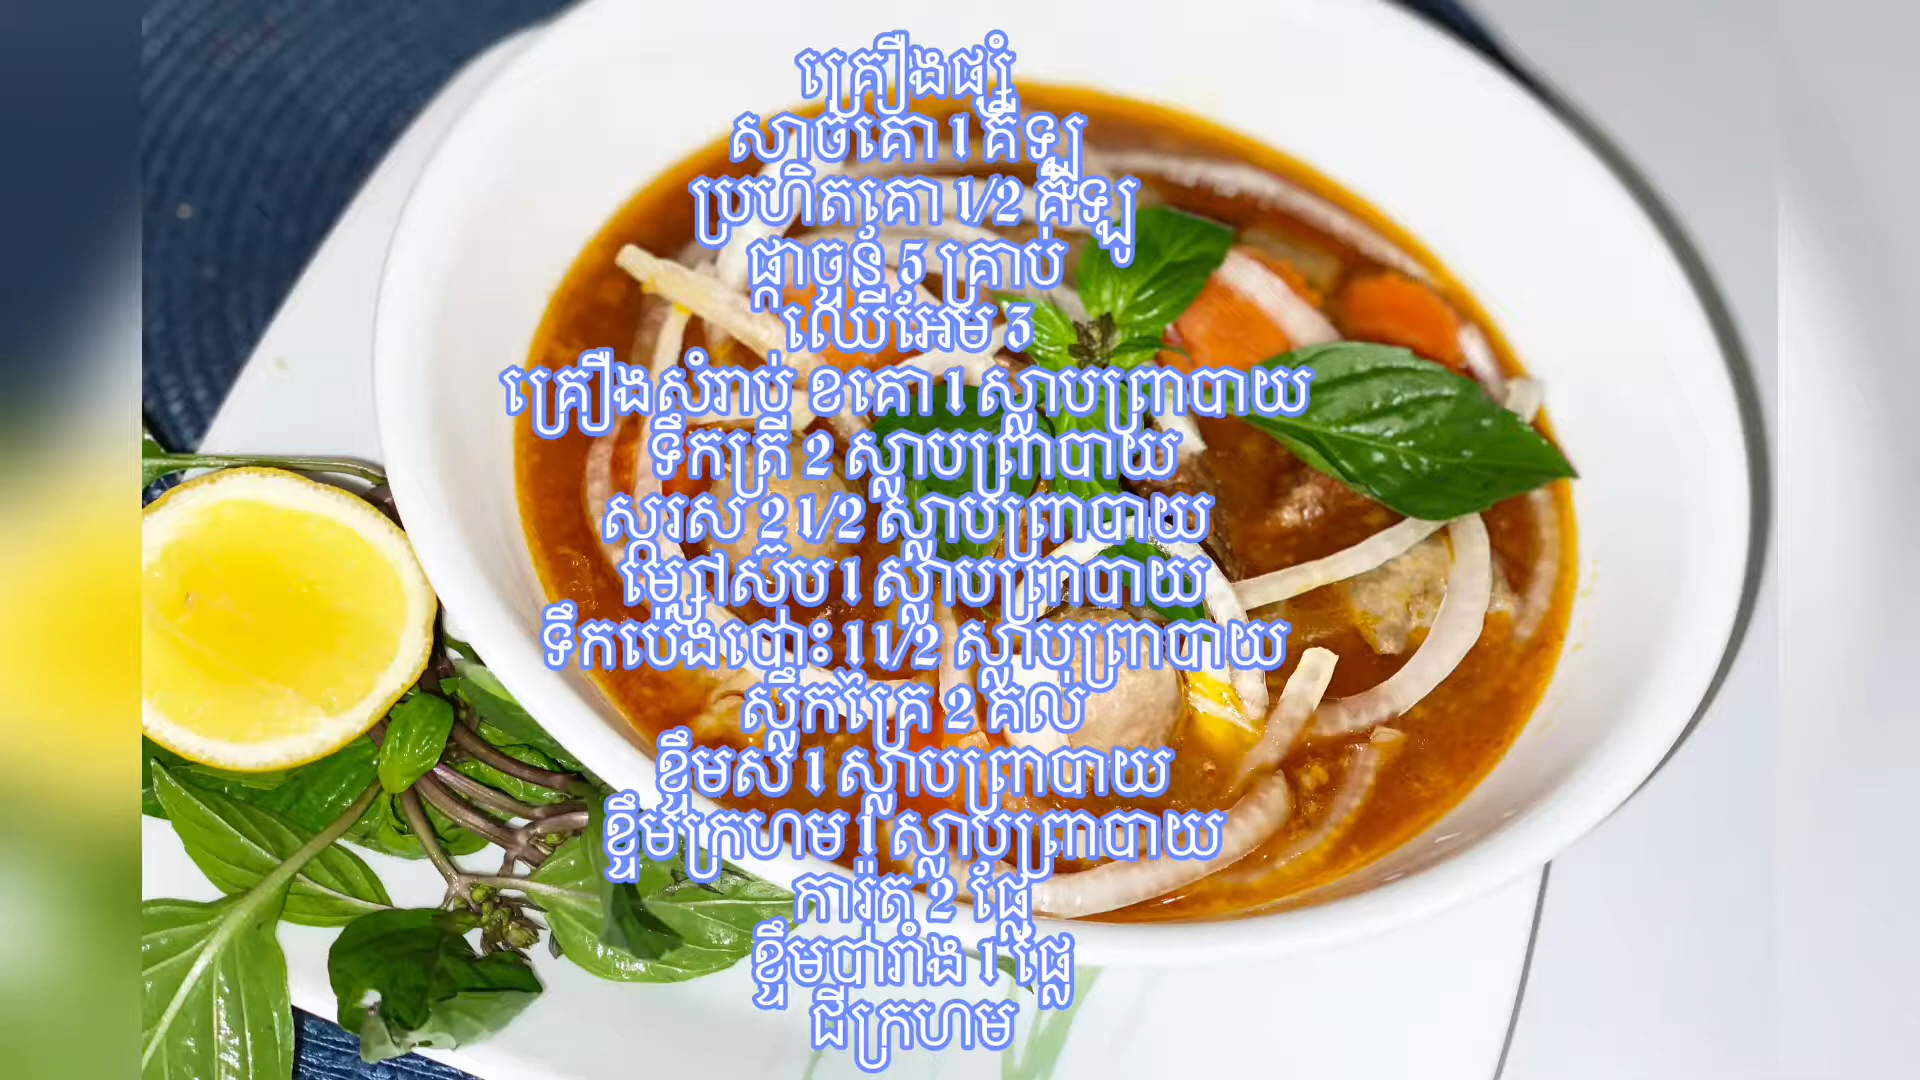 គ្រឿងផ្សំ
សាច់គោ 1 គីឡូ
ប្រហិតគោ 1/2 គីឡូ
ផ្កាច្ចន័ 5 គ្រាប់
ឈើអែម 3
គ្រឿងសំរាប់ ខគោ 1 ស្លាបព្រាបាយ
ទឹកត្រី 2 ស្លាបព្រាបាយ
ស្ករស 2 1/2 ស្លាបព្រាបាយ
ម្សៅស៊ុប 1 ស្លាបព្រាបាយ
ទឹកប៉េងប៉ោះ 1 1/2 ស្លាបព្រាបាយ
ស្លឹកគ្រៃ 2 គល់
ខ្ទឹមស 1 ស្លាបព្រាបាយ
ខ្ទឹមក្រហម 1 ស្លាបព្រាបាយ
ការ៉ុត 2 ផ្លែ
ខ្ទឹមបារាំង 1 ផ្លែ
ជីក្រហម